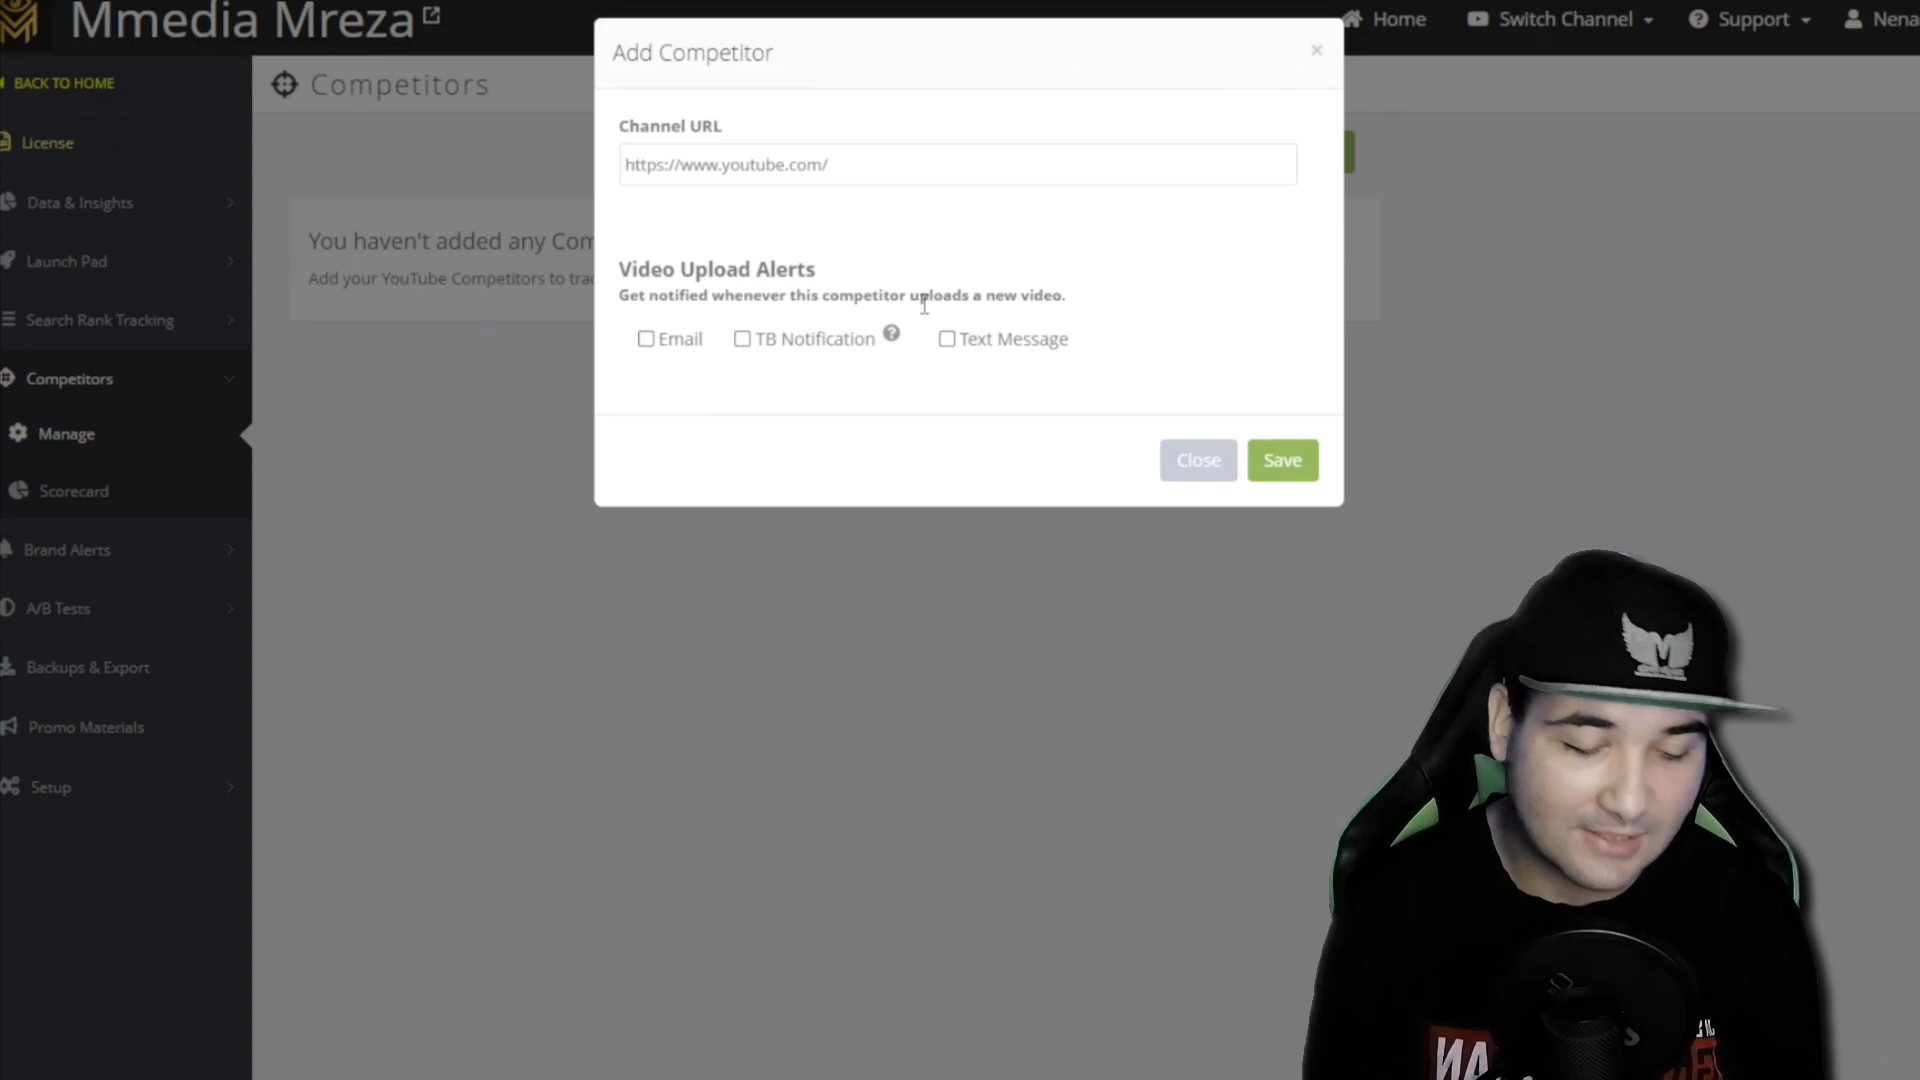 Mmedia Mreza
Home
Switch Channel
Support
BACK TO HOME
License
Data & Insights
Launch Pad
Search Rank Tracking
Competitors
Manage
Scorecard
Brand Alerts
A/B Tests
Backups & Export
Promo Materials
Setup
Competitors
You haven't added any
Add your YouTube Competitors to
Add Competitor
×
Channel URL
https://www.youtube.com/
Video Upload Alerts
Get notified whenever this competitor uploads a new video.
Email
TB Notification
Text Message
Close
Save